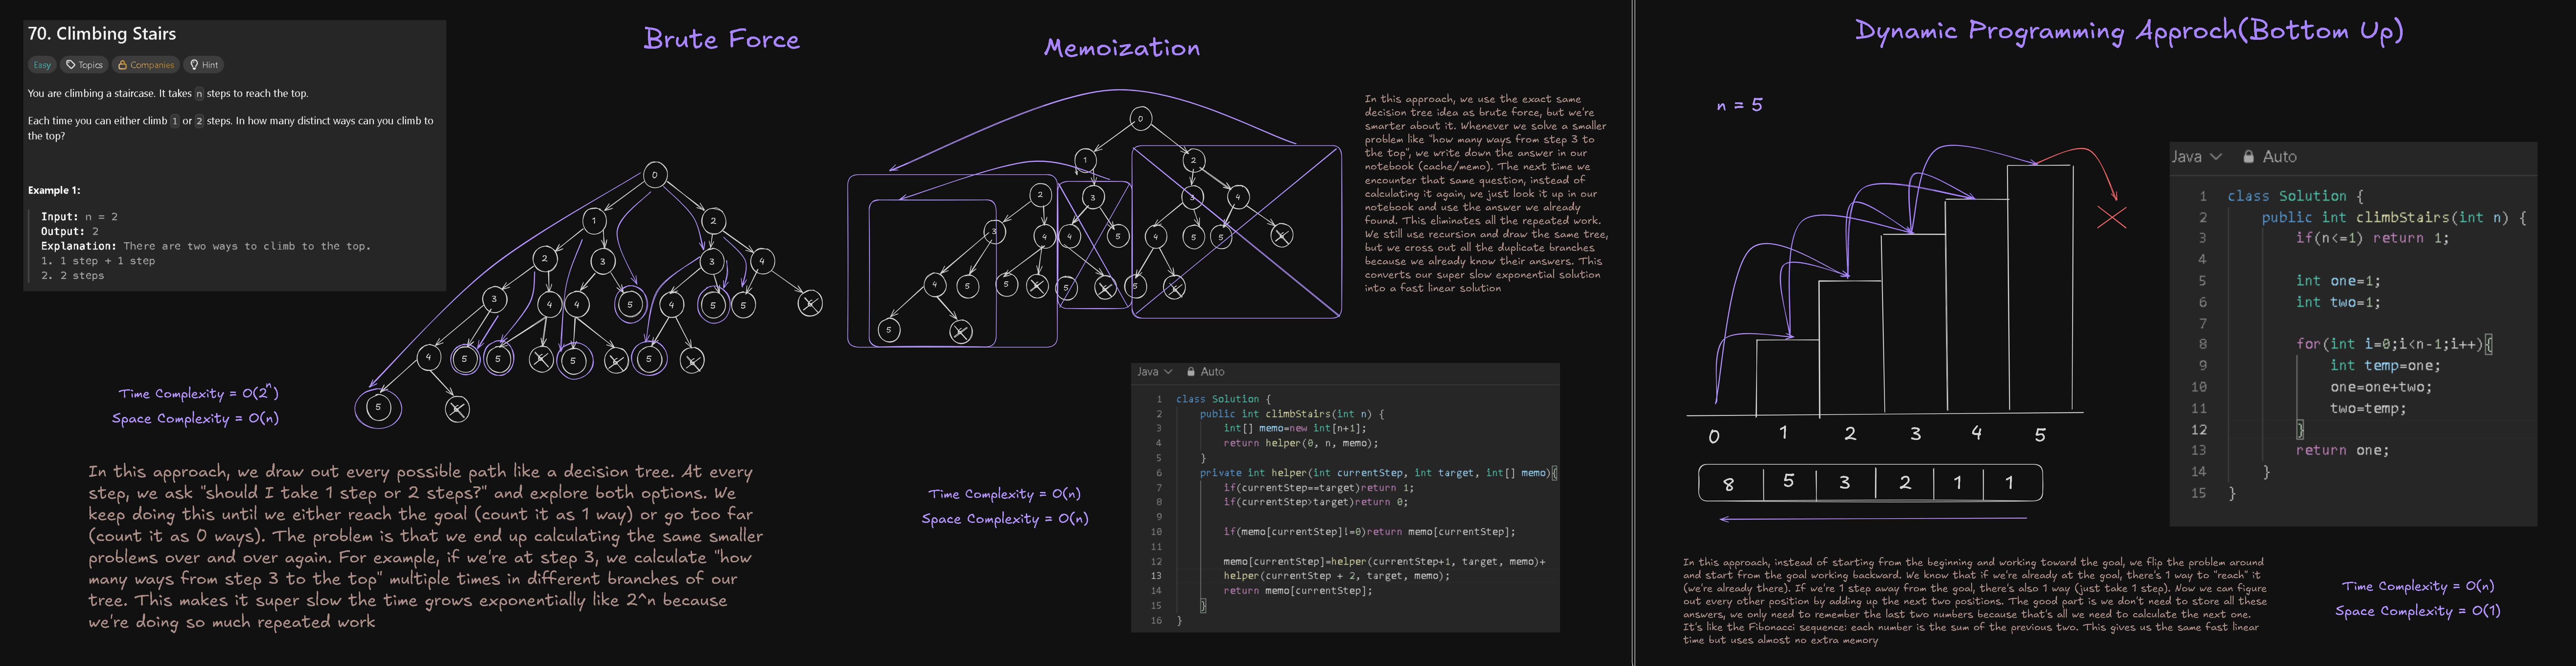 70. Climbing Stairs
Easy Topics Companies Hint
You are climbing a staircase. It takes n steps to reach the top.
Each time you can either climb 1 or 2 steps. In how many distinct ways can you climb to
the top?
Example 1:
Input: n = 2
Output: 2
Explanation: There are two ways to climb to the top.
1. 1 step + 1 step
2. 2 steps
Brute Force
0
1 2
2 3 3 4
3 4 4 5 4 5 5 6
4 5 5 6 5 6 5 6
5 6
Time Complexity = O(2^n)
Space Complexity = O(n)
In this approach, we draw out every possible path like a decision tree. At every
step, we ask "should I take 1 step or 2 steps?" and explore both options. We
keep doing this until we either reach the goal (count it as 1 way) or go too far
(count it as 0 ways). The problem is that we end up calculating the same smaller
problems over and over again. For example, if we're at step 3, we calculate "how
many ways from step 3 to the top" multiple times in different branches of our
tree. This makes it super slow the time grows exponentially like 2^n because
we're doing so much repeated work
Memoization
0
1 2
2 3 3 4
3 4 4 5 4 5 5 6
4 5 5 6 5 6 5 6
5 6
In this approach, we use the exact same
decision tree idea as brute force, but we're
smarter about it. Whenever we solve a smaller
problem like "how many ways from step 3 to
the top", we write down the answer in our
notebook (cache/memo). The next time we
encounter that same question, instead of
calculating it again, we just look it up in our
notebook and use the answer we already
found. This eliminates all the repeated work.
We still use recursion and draw the same tree,
but we cross out all the duplicate branches
because we already know their answers. This
converts our super slow exponential solution
into a fast linear solution
Time Complexity = O(n)
Space Complexity = O(n)
Java Auto
1 class Solution {
2 public int climbStairs(int n) {
3 int[] memo=new int[n+1];
4 return helper(0, n, memo);
5 }
6 private int helper(int currentStep, int target, int[] memo){
7 if(currentStep==target)return 1;
8 if(currentStep>target)return 0;
9
10 if(memo[currentStep]!=0)return memo[currentStep];
11
12 memo[currentStep]=helper(currentStep+1, target, memo)+
13 helper(currentStep + 2, target, memo);
14 return memo[currentStep];
15 }
16 }
Dynamic Programming Approch(Bottom Up)
n = 5
0 1 2 3 4 5
8 5 3 2 1 1
Java Auto
1 class Solution {
2 public int climbStairs(int n) {
3 if(n<=1) return 1;
4
5 int one=1;
6 int two=1;
7
8 for(int i=0;i<n-1;i++){
9 int temp=one;
10 one=one+two;
11 two=temp;
12 }
13 return one;
14 }
15 }
In this approach, instead of starting from the beginning and working toward the goal, we flip the problem around
and start from the goal working backward. We know that if we're already at the goal, there's 1 way to "reach" it
(we're already there). If we're 1 step away from the goal, there's also 1 way (just take 1 step). Now we can figure
out every other position by adding up the next two positions. The good part is we don't need to store all these
answers, we only need to remember the last two numbers because that's all we need to calculate the next one.
It's like the Fibonacci sequence: each number is the sum of the previous two. This gives us the same fast linear
time but uses almost no extra memory
Time Complexity = O(n)
Space Complexity = O(1)